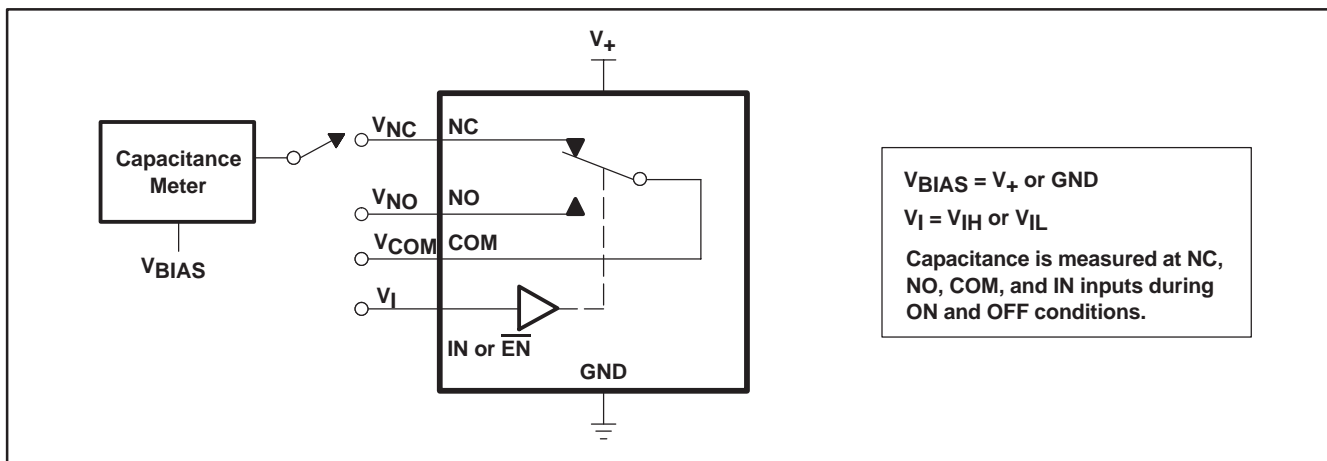 V+
VNC NC
Capacitance
Meter
VNO NO
VCOM COM
VBIAS
VI
IN or E̅N̅
GND
VBIAS = V+ or GND
VI = VIH or VIL
Capacitance is measured at NC,
NO, COM, and IN inputs during
ON and OFF conditions.